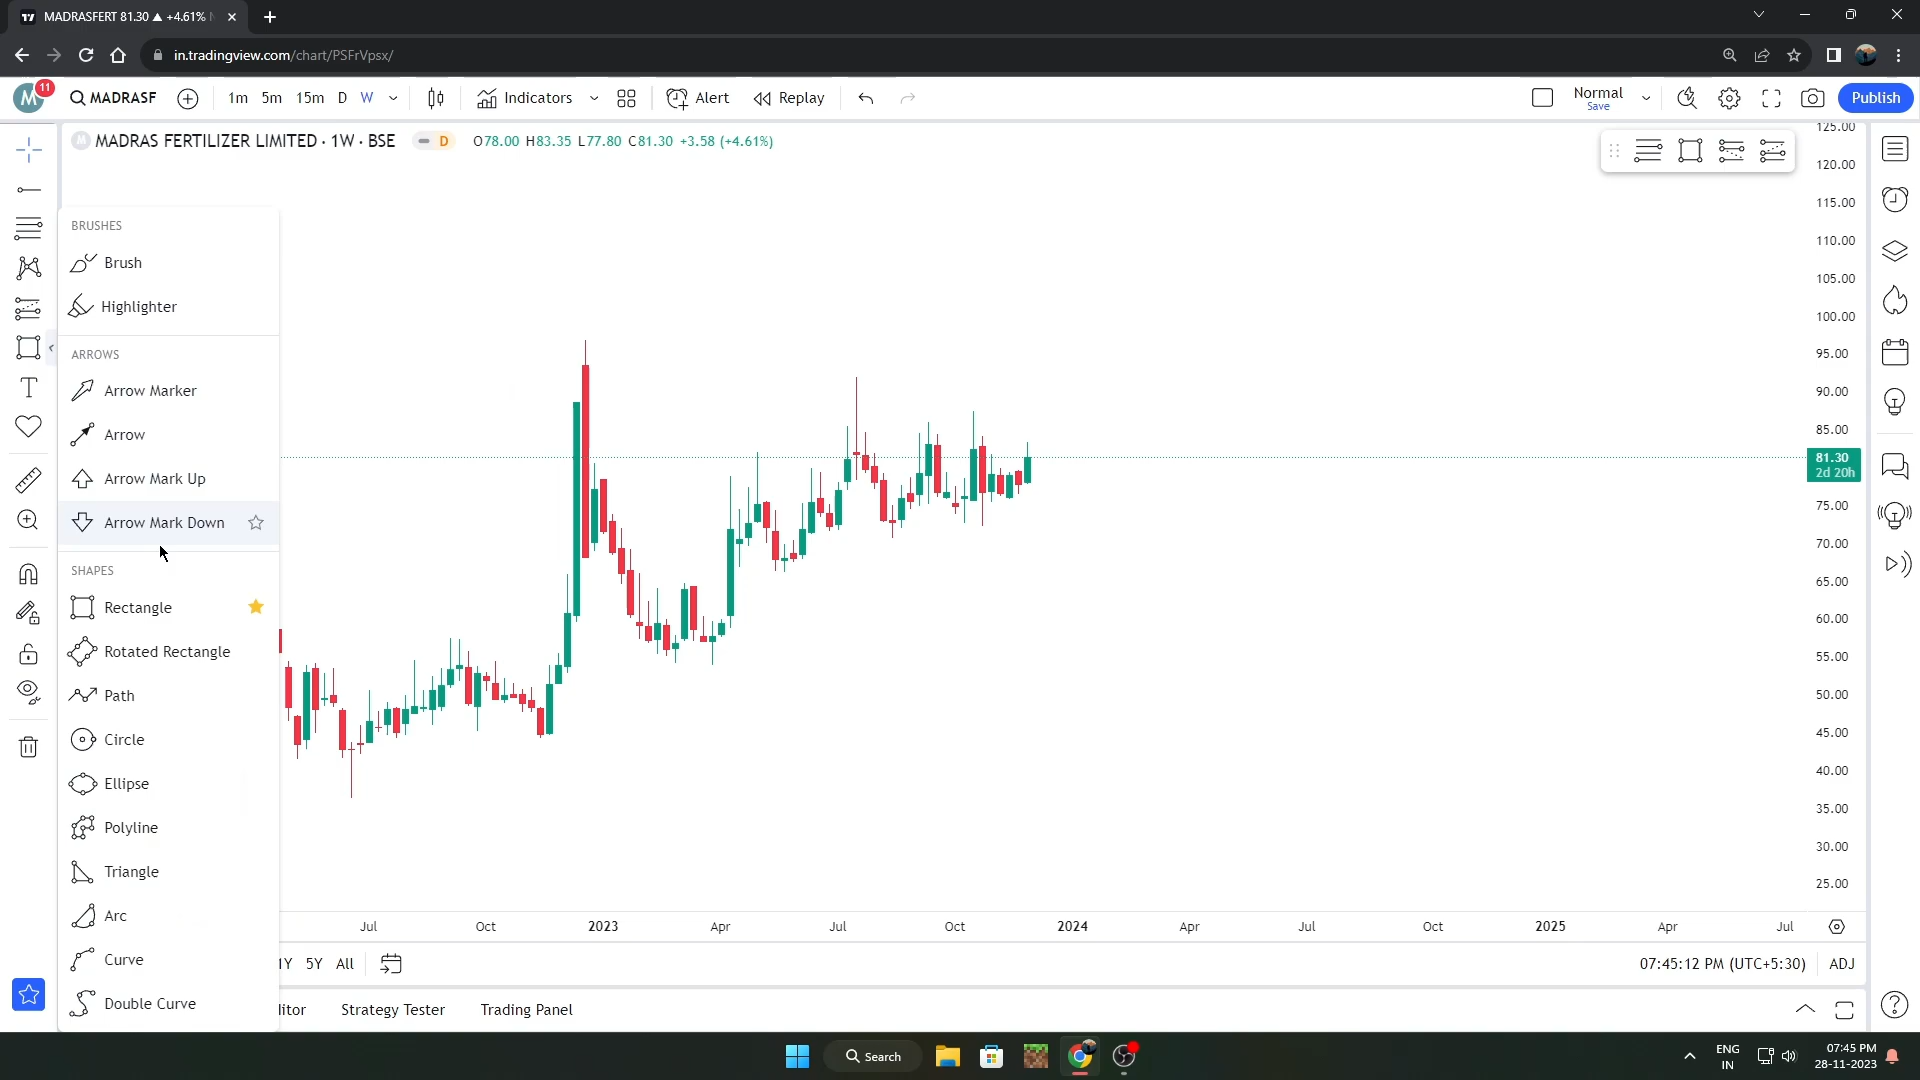 MADRASFERT 81.30 ▲ +4.61%
in.tradingview.com/chart/PSFrVpsx/
M 11 MADRASF 1m 5m 15m D W Indicators Alert Replay Normal Save Publish
MADRAS FERTILIZER LIMITED · 1W · BSE D O78.00 H83.35 L77.80 C81.30 +3.58 (+4.61%)
125.00
120.00
115.00
110.00
105.00
100.00
95.00
90.00
85.00
81.30
2d 20h
75.00
70.00
65.00
60.00
55.00
50.00
45.00
40.00
35.00
30.00
25.00
BRUSHES
Brush
Highlighter
ARROWS
Arrow Marker
Arrow
Arrow Mark Up
Arrow Mark Down
SHAPES
Rectangle
Rotated Rectangle
Path
Circle
Ellipse
Polyline
Triangle
Arc
Curve
Double Curve
Jul Oct 2023 Apr Jul Oct 2024 Apr Jul Oct 2025 Apr Jul
1Y 5Y All 07:45:12 PM (UTC+5:30) ADJ
itor Strategy Tester Trading Panel
Search ENG IN 07:45 PM 28-11-2023